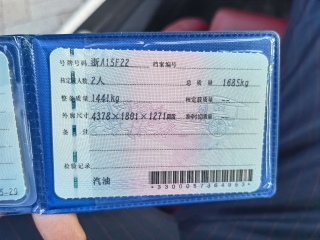 号牌号码 浙A15F22 档案编号
核定载人数 2人 总质量 1685kg
整备质量 1441kg 核定载质量 --
外廓尺寸 4378×1801×1271mm 准牵引总质量 --
备注
检验记录
汽油